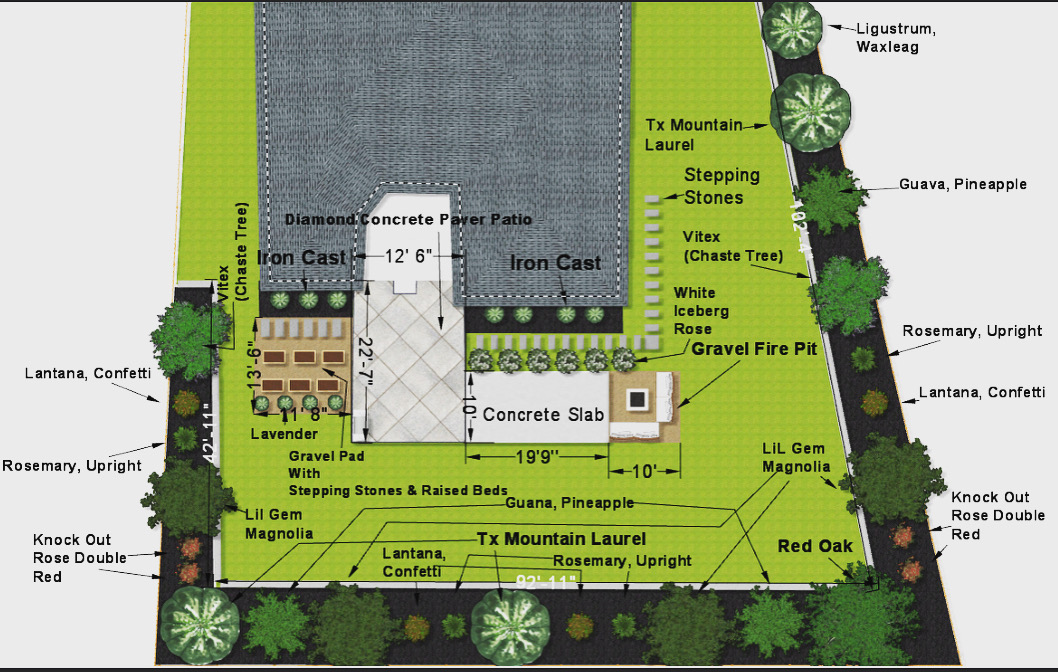 Ligustrum,
Waxleag
Tx Mountain
Laurel
Stepping
Stones
Guava, Pineapple
Diamond Concrete Paver Patio
Vitex
(Chaste Tree)
Vitex
(Chaste Tree)
Iron Cast
12' 6"
Iron Cast
White
Iceberg
Rose
Rosemary, Upright
Gravel Fire Pit
13'-6"
22'-7"
Lantana, Confetti
Lantana, Confetti
11' 8"
10'
Concrete Slab
Lavender
42'-11"
19'9"
10'
LiL Gem
Magnolia
Rosemary, Upright
Gravel Pad
With
Stepping Stones & Raised Beds
Guana, Pineapple
Knock Out
Rose Double
Red
Lil Gem
Magnolia
Knock Out
Rose Double
Red
Tx Mountain Laurel
Red Oak
Lantana,
Confetti
Rosemary, Upright
92'-11"